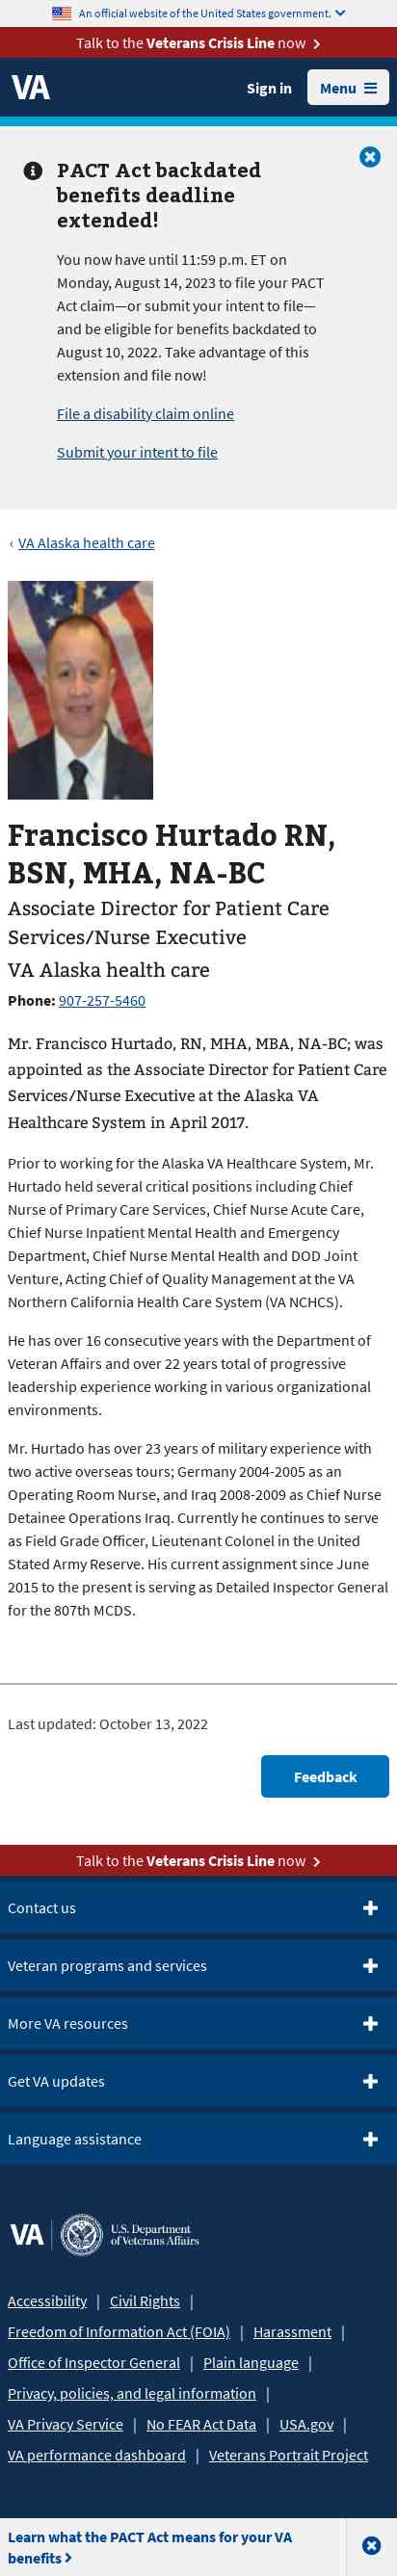 An official website of the United States government.
Talk to the Veterans Crisis Line now
VA
Sign in
Menu
PACT Act backdated
benefits deadline
extended!
You now have until 11:59 p.m. ET on
Monday, August 14, 2023 to file your PACT
Act claim—or submit your intent to file—
and be eligible for benefits backdated to
August 10, 2022. Take advantage of this
extension and file now!
File a disability claim online
Submit your intent to file
‹ VA Alaska health care
Francisco Hurtado RN,
BSN, MHA, NA-BC
Associate Director for Patient Care
Services/Nurse Executive
VA Alaska health care
Phone: 907-257-5460
Mr. Francisco Hurtado, RN, MHA, MBA, NA-BC; was
appointed as the Associate Director for Patient Care
Services/Nurse Executive at the Alaska VA
Healthcare System in April 2017.
Prior to working for the Alaska VA Healthcare System, Mr.
Hurtado held several critical positions including Chief
Nurse of Primary Care Services, Chief Nurse Acute Care,
Chief Nurse Inpatient Mental Health and Emergency
Department, Chief Nurse Mental Health and DOD Joint
Venture, Acting Chief of Quality Management at the VA
Northern California Health Care System (VA NCHCS).
He has over 16 consecutive years with the Department of
Veteran Affairs and over 22 years total of progressive
leadership experience working in various organizational
environments.
Mr. Hurtado has over 23 years of military experience with
two active overseas tours; Germany 2004-2005 as an
Operating Room Nurse, and Iraq 2008-2009 as Chief Nurse
Detainee Operations Iraq. Currently he continues to serve
as Field Grade Officer, Lieutenant Colonel in the United
Stated Army Reserve. His current assignment since June
2015 to the present is serving as Detailed Inspector General
for the 807th MCDS.
Last updated: October 13, 2022
Feedback
Talk to the Veterans Crisis Line now
Contact us
Veteran programs and services
More VA resources
Get VA updates
Language assistance
VA
U.S. Department
of Veterans Affairs
Accessibility | Civil Rights |
Freedom of Information Act (FOIA) | Harassment |
Office of Inspector General | Plain language |
Privacy, policies, and legal information |
VA Privacy Service | No FEAR Act Data | USA.gov |
VA performance dashboard | Veterans Portrait Project
Learn what the PACT Act means for your VA
benefits